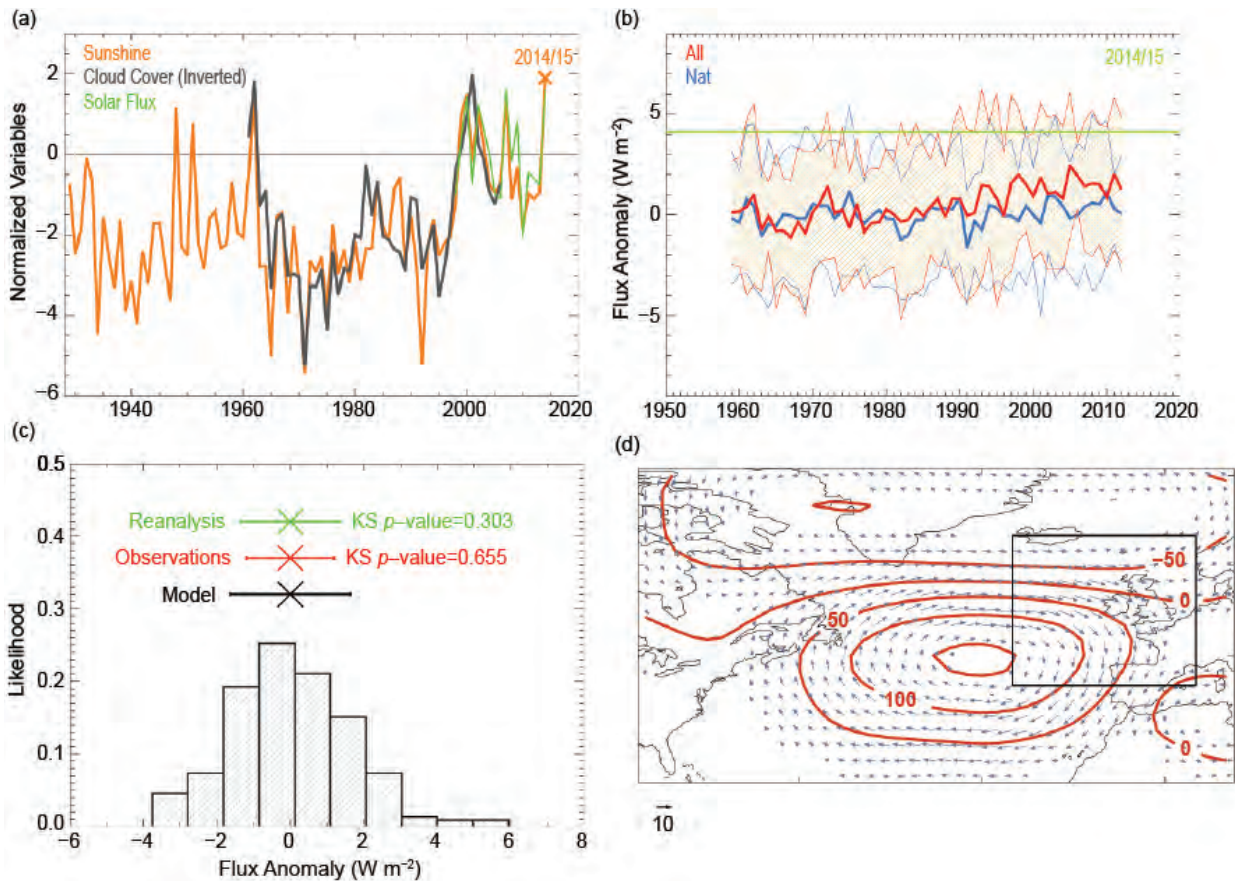 (a)
Sunshine
Cloud Cover (Inverted)
Solar Flux
2014/15
Normalized Variables
2
0
−2
−4
−6
1940 1960 1980 2000 2020
(b)
All
Nat
2014/15
Flux Anomaly (W m−2)
5
0
−5
1950 1960 1970 1980 1990 2000 2010 2020
(c)
Likelihood
0.5
0.4
0.3
0.2
0.1
0.0
Reanalysis KS p–value=0.303
Observations KS p–value=0.655
Model
−6 −4 −2 0 2 4 6 8
Flux Anomaly (W m−2)
(d)
−50
0
50
100
0
10